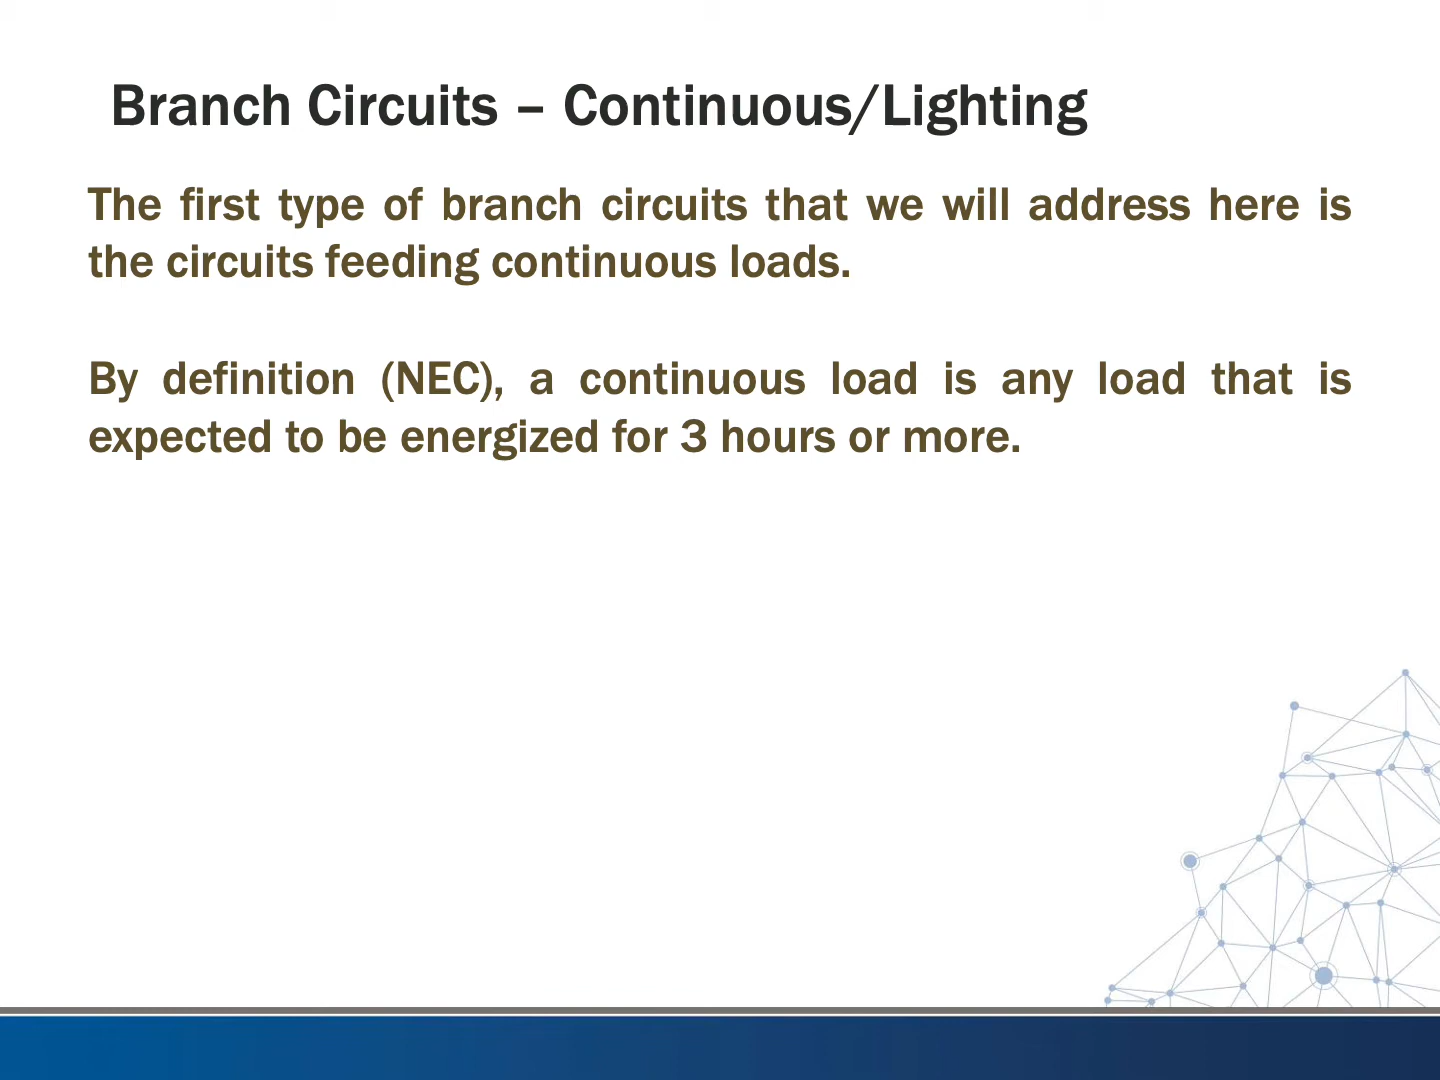 Branch Circuits – Continuous/Lighting
The first type of branch circuits that we will address here is
the circuits feeding continuous loads.
By definition (NEC), a continuous load is any load that is
expected to be energized for 3 hours or more.